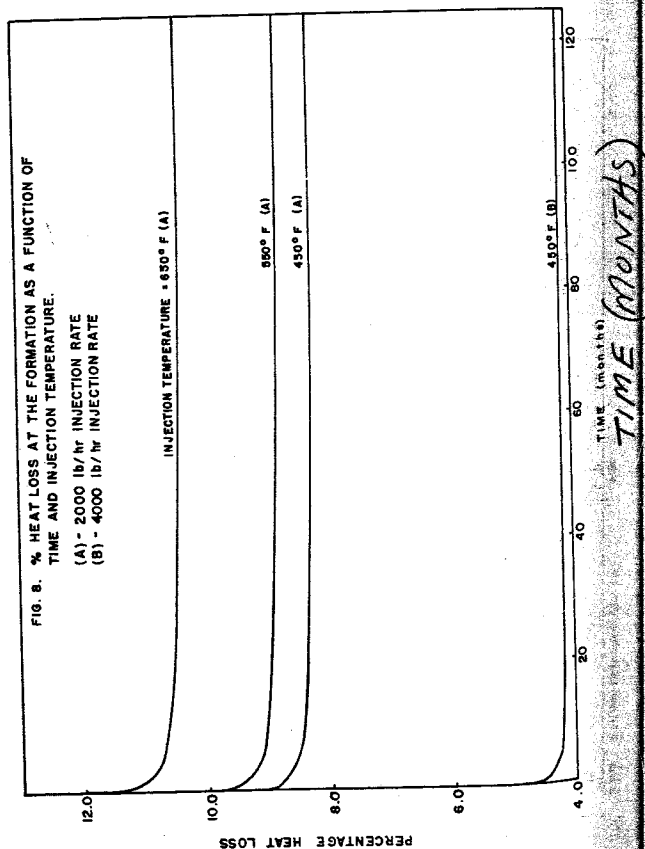 FIG. 8. % HEAT LOSS AT THE FORMATION AS A FUNCTION OF
TIME AND INJECTION TEMPERATURE.
(A) - 2000 lb/hr INJECTION RATE
(B) - 4000 lb/hr INJECTION RATE
INJECTION TEMPERATURE = 650° F (A)
550° F (A)
450° F (A)
450° F (B)
PERCENTAGE HEAT LOSS
12.0
10.0
8.0
6.0
4.0
20
40
60
80
100
120
TIME (months)
TIME (MONTHS)